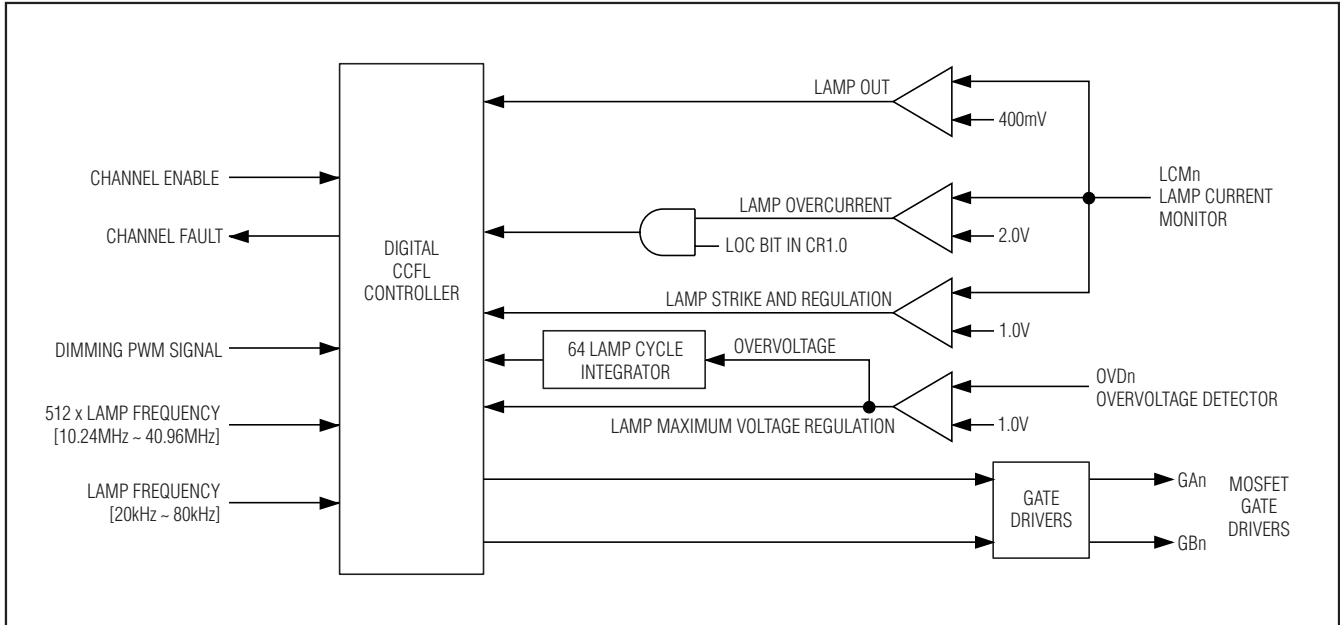 CHANNEL ENABLE
CHANNEL FAULT
DIMMING PWM SIGNAL
512 x LAMP FREQUENCY
[10.24MHz ~ 40.96MHz]
LAMP FREQUENCY
[20kHz ~ 80kHz]
DIGITAL
CCFL
CONTROLLER
LAMP OUT
400mV
LAMP OVERCURRENT
LOC BIT IN CR1.0
2.0V
LCMn
LAMP CURRENT
MONITOR
LAMP STRIKE AND REGULATION
1.0V
64 LAMP CYCLE
INTEGRATOR
OVERVOLTAGE
LAMP MAXIMUM VOLTAGE REGULATION
1.0V
OVDn
OVERVOLTAGE DETECTOR
GATE
DRIVERS
GAn
GBn
MOSFET
GATE
DRIVERS